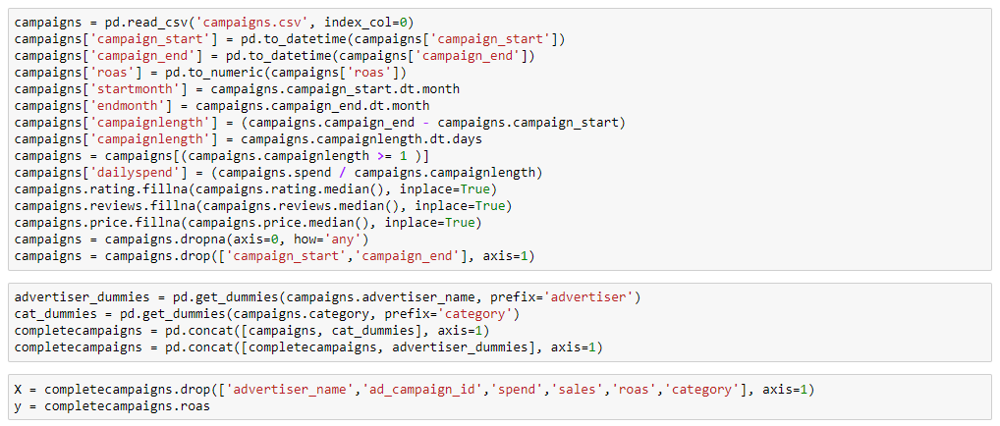 campaigns = pd.read_csv('campaigns.csv', index_col=0)
campaigns['campaign_start'] = pd.to_datetime(campaigns['campaign_start'])
campaigns['campaign_end'] = pd.to_datetime(campaigns['campaign_end'])
campaigns['roas'] = pd.to_numeric(campaigns['roas'])
campaigns['startmonth'] = campaigns.campaign_start.dt.month
campaigns['endmonth'] = campaigns.campaign_end.dt.month
campaigns['campaignlength'] = (campaigns.campaign_end - campaigns.campaign_start)
campaigns['campaignlength'] = campaigns.campaignlength.dt.days
campaigns = campaigns[(campaigns.campaignlength >= 1 )]
campaigns['dailyspend'] = (campaigns.spend / campaigns.campaignlength)
campaigns.rating.fillna(campaigns.rating.median(), inplace=True)
campaigns.reviews.fillna(campaigns.reviews.median(), inplace=True)
campaigns.price.fillna(campaigns.price.median(), inplace=True)
campaigns = campaigns.dropna(axis=0, how='any')
campaigns = campaigns.drop(['campaign_start','campaign_end'], axis=1)
advertiser_dummies = pd.get_dummies(campaigns.advertiser_name, prefix='advertiser')
cat_dummies = pd.get_dummies(campaigns.category, prefix='category')
completecampaigns = pd.concat([campaigns, cat_dummies], axis=1)
completecampaigns = pd.concat([completecampaigns, advertiser_dummies], axis=1)
X = completecampaigns.drop(['advertiser_name','ad_campaign_id','spend','sales','roas','category'], axis=1)
y = completecampaigns.roas